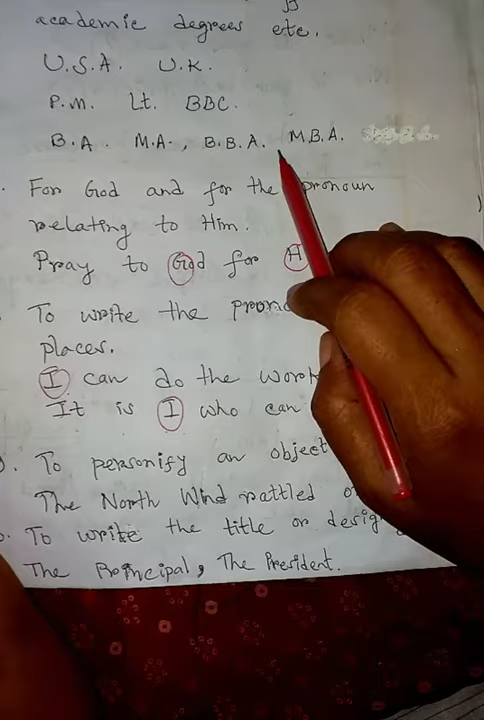 academic degrees etc.
U.S.A. U.K.
P.M. Lt. BBC.
B.A. M.A., B.B.A. M.B.A.
For God and for the pronoun
relating to Him.
Pray to God for H
To write the prono
places.
I can do the work
It is I who can
To personify an object
The North Wind rattled
To write the title or desig
The Principal, The President.